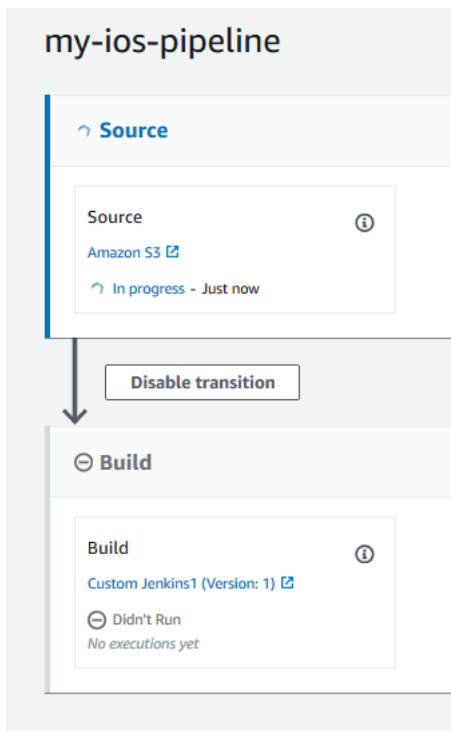 my-ios-pipeline
Source
Source
Amazon S3
In progress - Just now
Disable transition
Build
Build
Custom Jenkins1 (Version: 1)
Didn't Run
No executions yet